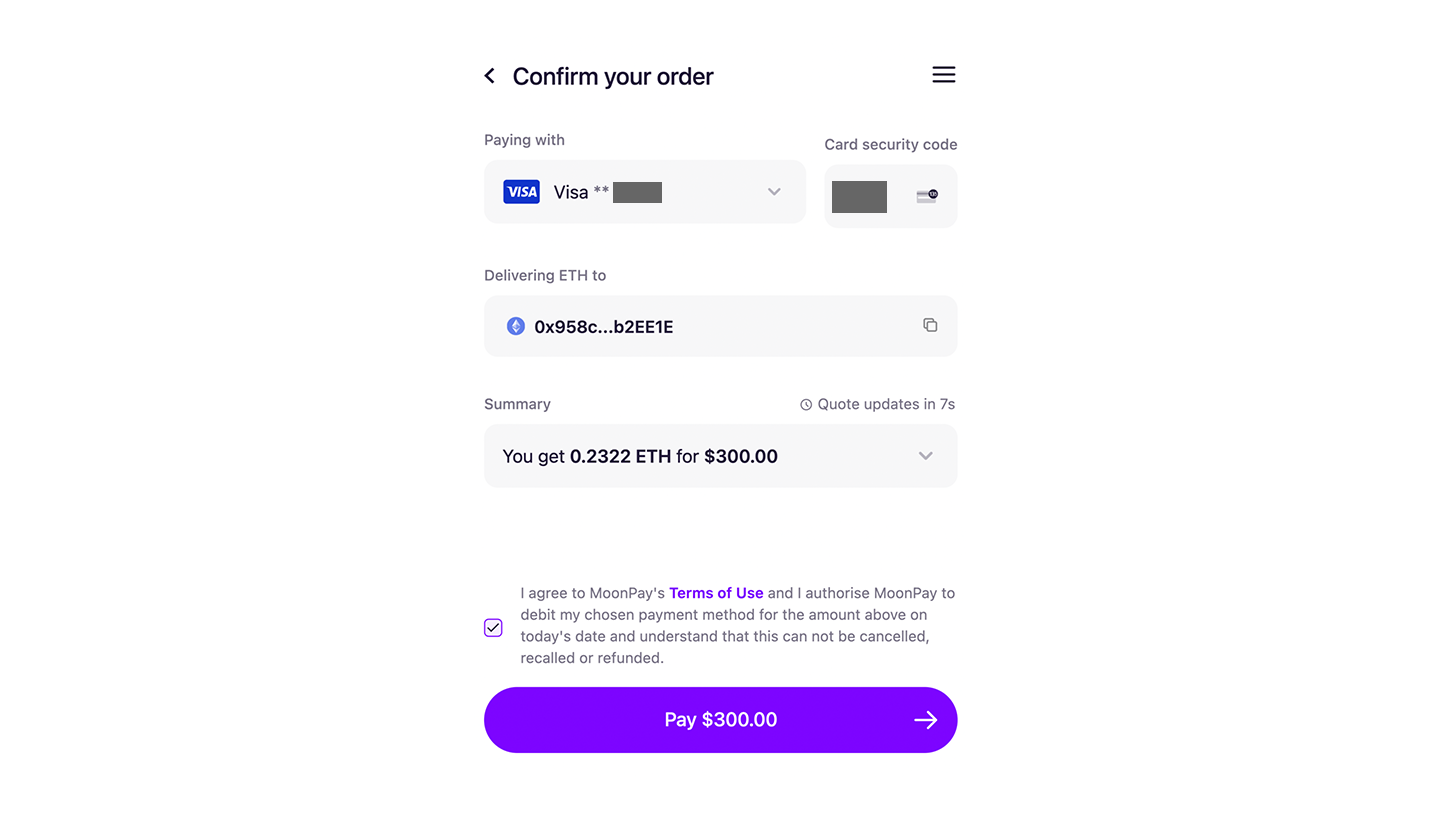 Confirm your order
Paying with
Card security code
VISA Visa **
Delivering ETH to
0x958c...b2EE1E
Summary
Quote updates in 7s
You get 0.2322 ETH for $300.00
I agree to MoonPay's Terms of Use and I authorise MoonPay to
debit my chosen payment method for the amount above on
today's date and understand that this can not be cancelled,
recalled or refunded.
Pay $300.00